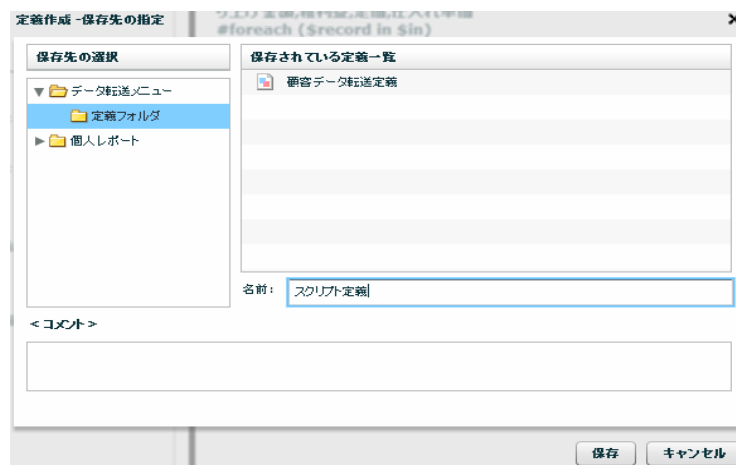 定義作成 -保存先の指定
#foreach ($record in $in)
保存先の選択
保存されている定義一覧
データ転送メニュー
定義フォルダ
個人レポート
顧客データ転送定義
名前：
スクリプト定義
<コメント>
保存
キャンセル